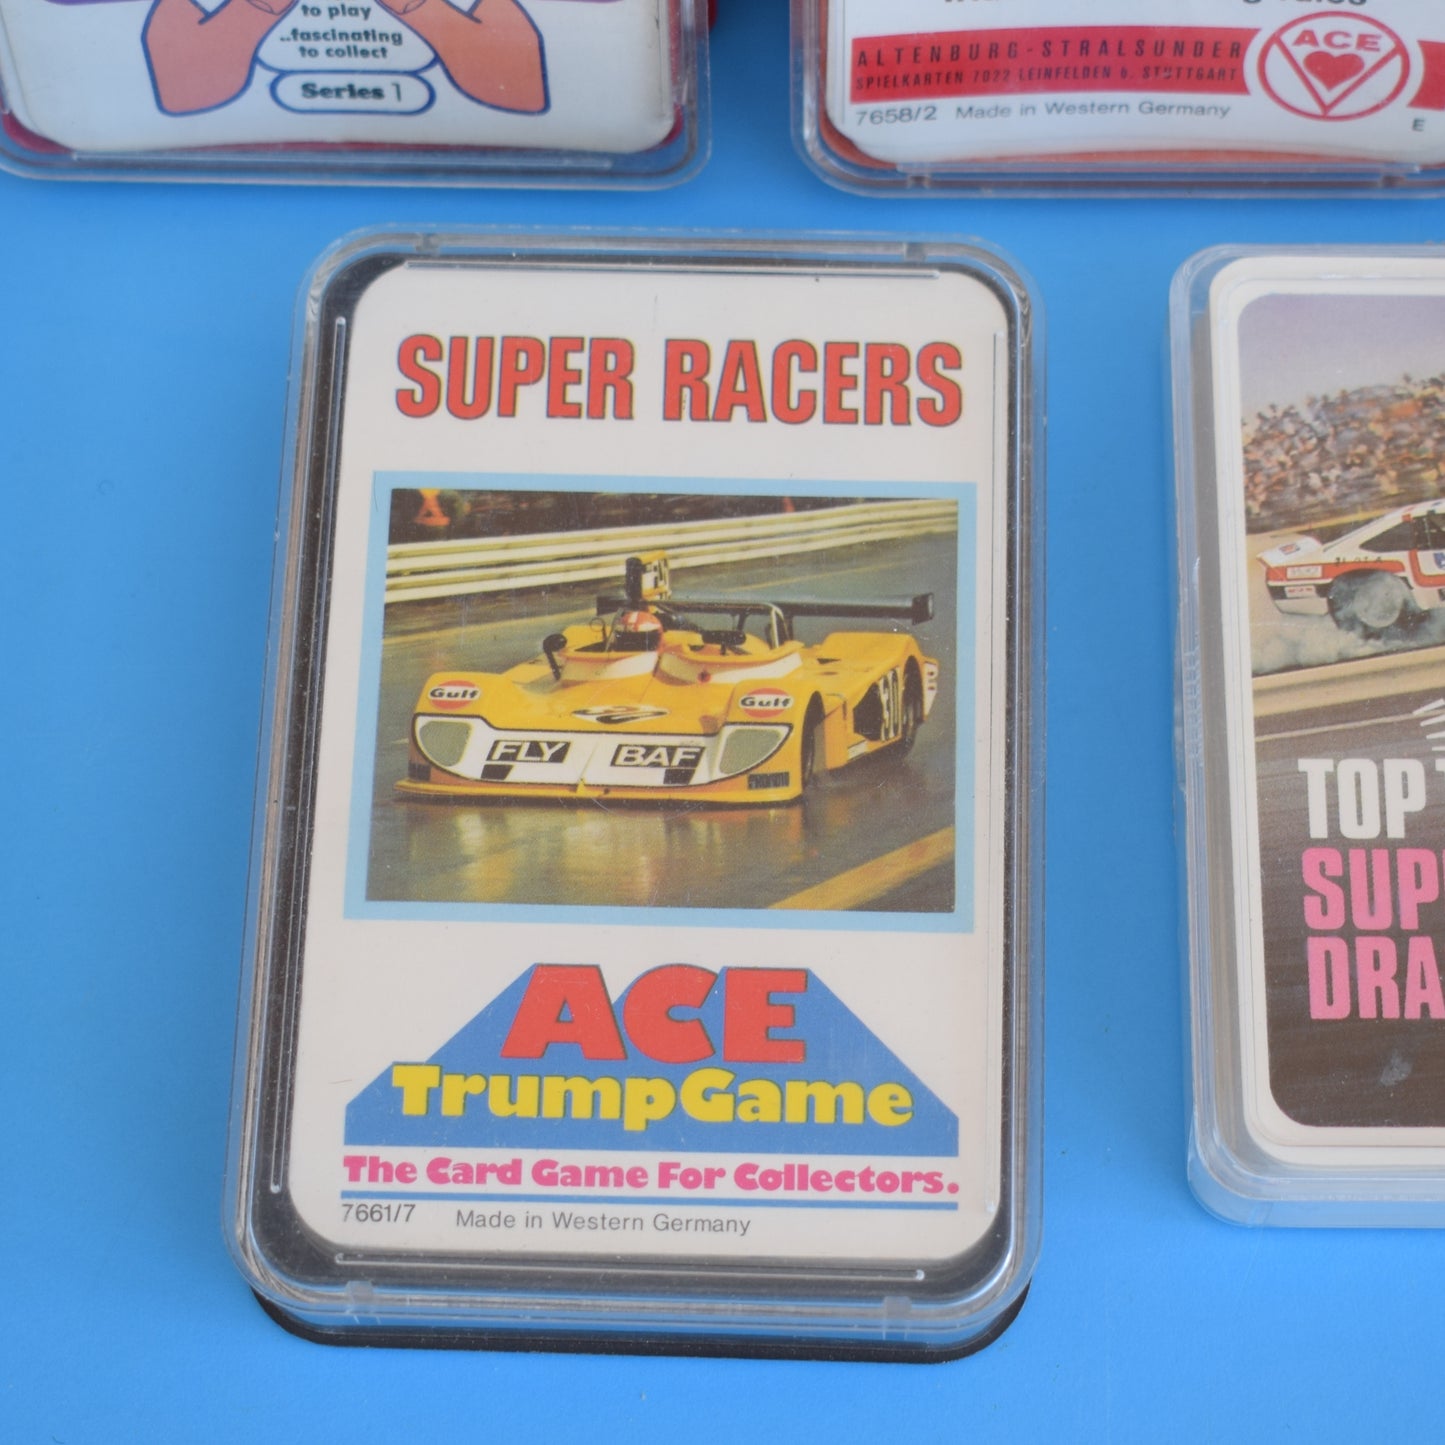 to play
..fascinating
to collect
Series 1
ALTENBURG-STRALSUNDER
SPIELKARTEN 7022 LEINFELDEN b. STUTTGART
7658/2 Made in Western Germany
ACE
E
SUPER RACERS
Gulf
Gulf
30
FLY BAF
ACE
TrumpGame
The Card Game For Collectors.
7661/7 Made in Western Germany
TOP
SUP
DRA